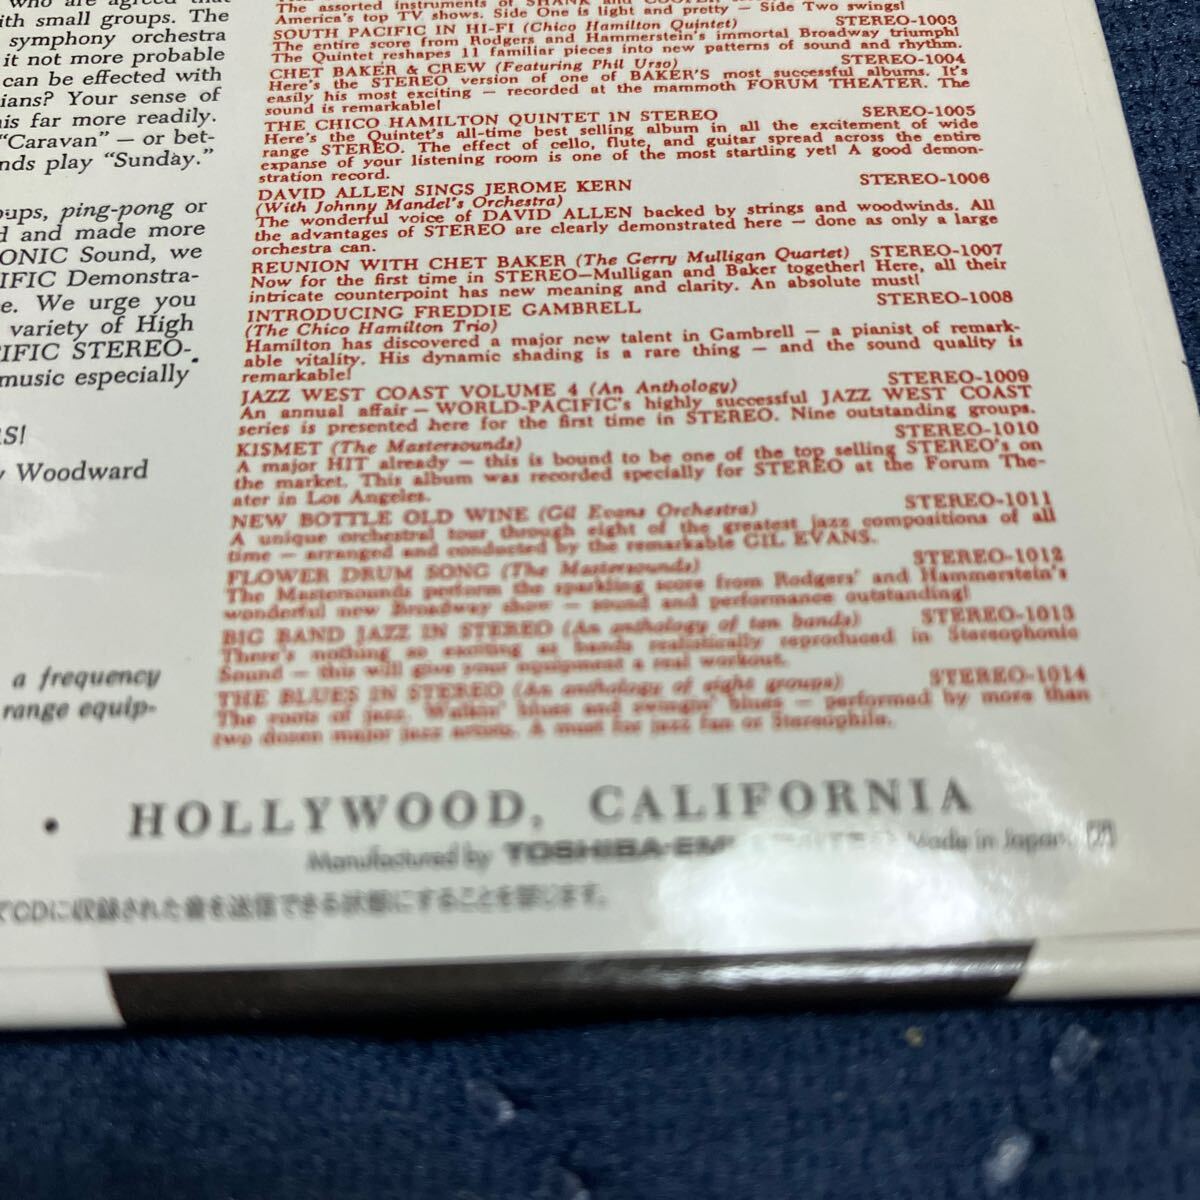 who are agreed that
ith small groups. The
symphony orchestra
it not more probable
can be effected with
ians? Your sense of
is far more readily.
"Caravan" — or bet-
nds play "Sunday."
oups, ping-pong or
d and made more
ONIC Sound, we
IFIC Demonstra-
e. We urge you
variety of High
IFIC STEREO-
music especially
RS!
y Woodward
a frequency
range equip-
The assorted instruments of SHANK and COOPER
America's top TV shows. Side One is light and pretty — Side Two swings!
SOUTH PACIFIC IN HI-FI (Chico Hamilton Quintet) STEREO-1003
The entire score from Rodgers and Hammerstein's immortal Broadway triumph!
The Quintet reshapes 11 familiar pieces into new patterns of sound and rhythm.
CHET BAKER & CREW (Featuring Phil Urso) STEREO-1004
Here's the STEREO version of one of BAKER'S most successful albums. It's
easily his most exciting — recorded at the mammoth FORUM THEATER. The
sound is remarkable!
THE CHICO HAMILTON QUINTET IN STEREO SEREO-1005
Here's the Quintet's all-time best selling album in all the excitement of wide
range STEREO. The effect of cello, flute, and guitar spread across the entire
expanse of your listening room is one of the most startling yet! A good demon-
stration record.
DAVID ALLEN SINGS JEROME KERN STEREO-1006
(With Johnny Mandel's Orchestra)
The wonderful voice of DAVID ALLEN backed by strings and woodwinds. All
the advantages of STEREO are clearly demonstrated here — done as only a large
orchestra can.
REUNION WITH CHET BAKER (The Gerry Mulligan Quartet) STEREO-1007
Now for the first time in STEREO—Mulligan and Baker together! Here, all their
intricate counterpoint has new meaning and clarity. An absolute must!
INTRODUCING FREDDIE GAMBRELL STEREO-1008
(The Chico Hamilton Trio)
Hamilton has discovered a major new talent in Gambrell — a pianist of remark-
able vitality. His dynamic shading is a rare thing — and the sound quality is
remarkable!
JAZZ WEST COAST VOLUME 4 (An Anthology) STEREO-1009
An annual affair — WORLD-PACIFIC's highly successful JAZZ WEST COAST
series is presented here for the first time in STEREO. Nine outstanding groups.
KISMET (The Mastersounds) STEREO-1010
A major HIT already — this is bound to be one of the top selling STEREO's on
the market. This album was recorded specially for STEREO at the Forum The-
ater in Los Angeles.
NEW BOTTLE OLD WINE (Gil Evans Orchestra) STEREO-1011
A unique orchestral tour through eight of the greatest jazz compositions of all
time — arranged and conducted by the remarkable GIL EVANS.
FLOWER DRUM SONG (The Mastersounds) STEREO-1012
The Mastersounds perform the sparkling score from Rodgers' and Hammerstein's
wonderful new Broadway show — sound and performance outstanding!
BIG BAND JAZZ IN STEREO (An anthology of ten bands) STEREO-1013
There's nothing so exciting as bands realistically reproduced in Stereophonic
Sound — this will give your equipment a real workout.
THE BLUES IN STEREO (An anthology of eight groups) STEREO-1014
The roots of jazz. Walkin' blues and swingin' blues — performed by more than
two dozen major jazz artists. A must for jazz fan or Stereophile.
• HOLLYWOOD, CALIFORNIA
Manufactured by TOSHIBA-EMI Made in Japan
てCDに収録された音を送信できる状態にすることを禁じます。